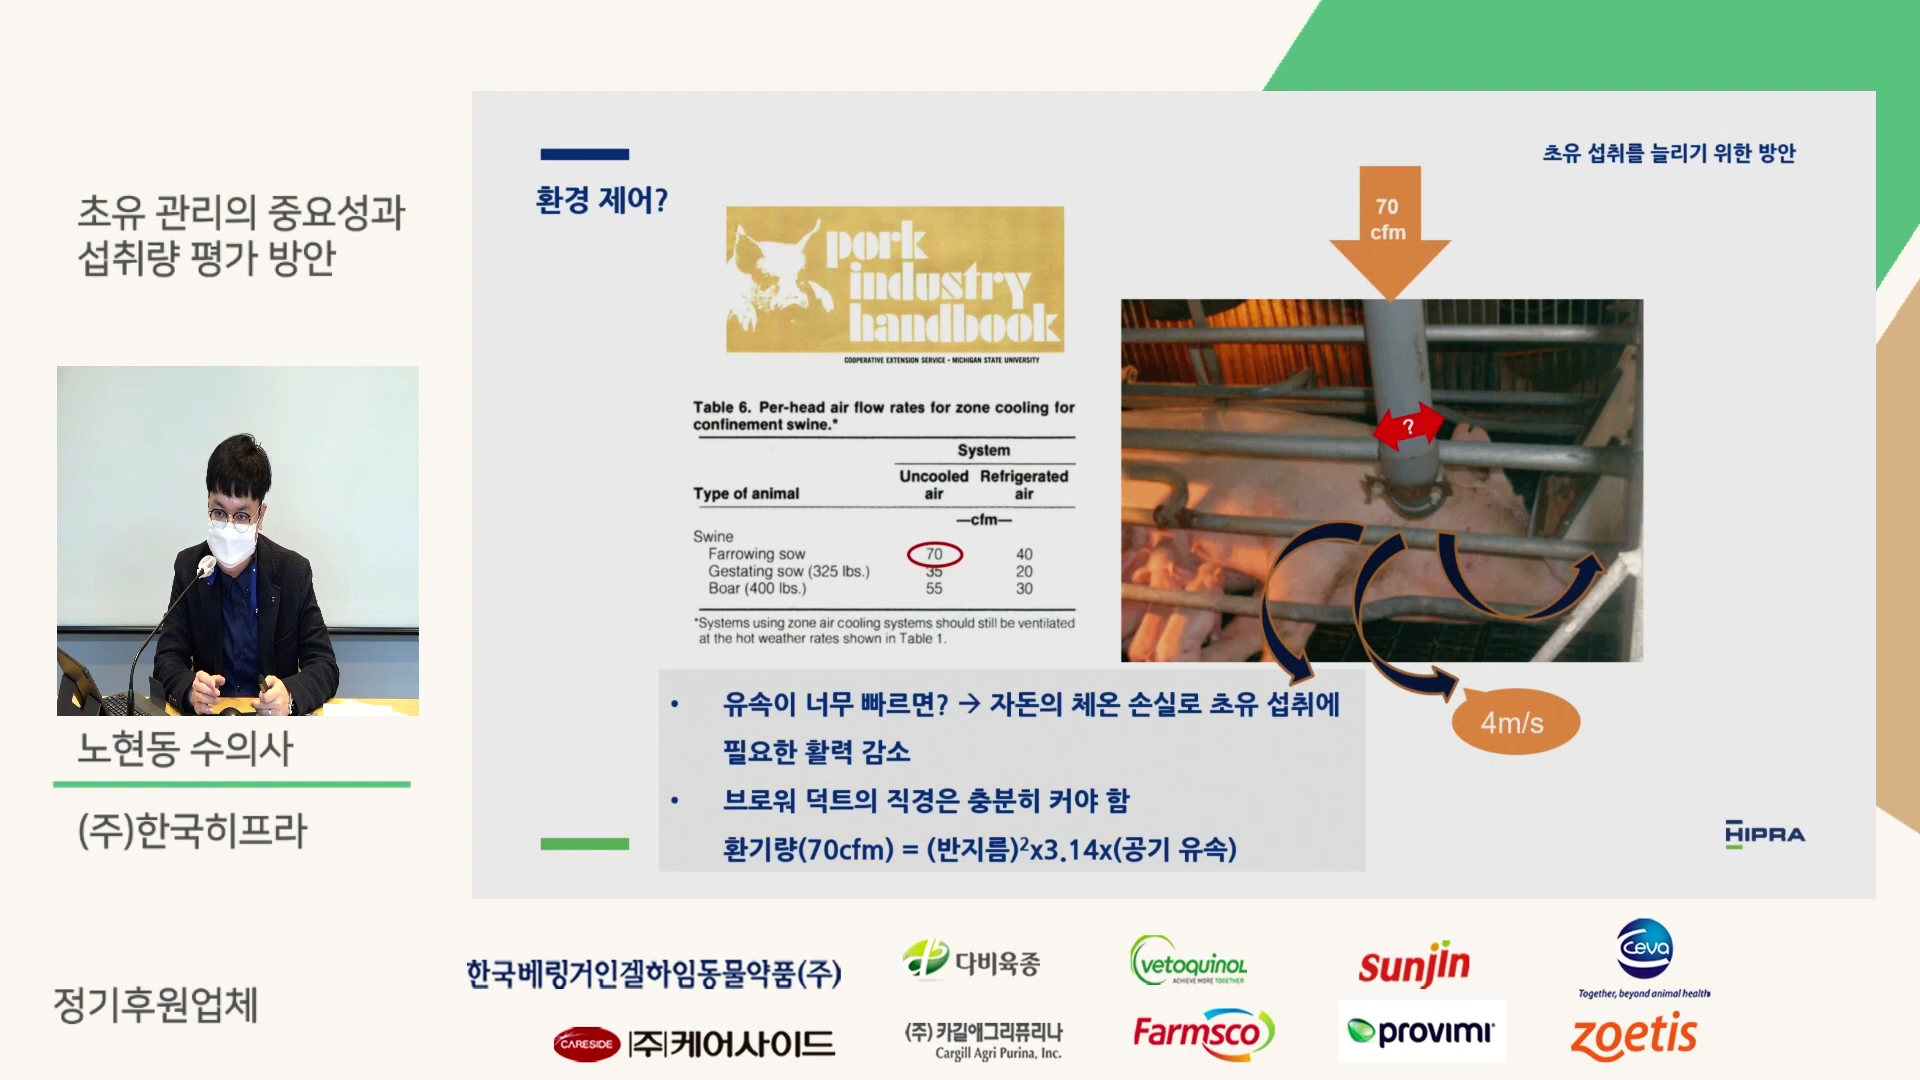 초유 관리의 중요성과
섭취량 평가 방안
노현동 수의사
(주)한국히프라
정기후원업체
환경 제어?
초유 섭취를 늘리기 위한 방안
pork
industry
handbook
COOPERATIVE EXTENSION SERVICE • MICHIGAN STATE UNIVERSITY
70
cfm
?
Table 6. Per-head air flow rates for zone cooling for
confinement swine.*
System
Uncooled Refrigerated
Type of animal air air
—cfm—
Swine
Farrowing sow 70 40
Gestating sow (325 lbs.) 35 20
Boar (400 lbs.) 55 30
*Systems using zone air cooling systems should still be ventilated
at the hot weather rates shown in Table 1.
• 유속이 너무 빠르면? → 자돈의 체온 손실로 초유 섭취에
필요한 활력 감소
• 브로워 덕트의 직경은 충분히 커야 함
환기량(70cfm) = (반지름)²x3.14x(공기 유속)
4m/s
HIPRA
한국베링거인겔하임동물약품(주)
다비육종
vetoquinol
ACHIEVE MORE TOGETHER
sunjin
ceva
Together, beyond animal health
CARESIDE (주)케어사이드
(주) 카길애그리퓨리나
Cargill Agri Purina, Inc.
Farmsco
provimi
zoetis